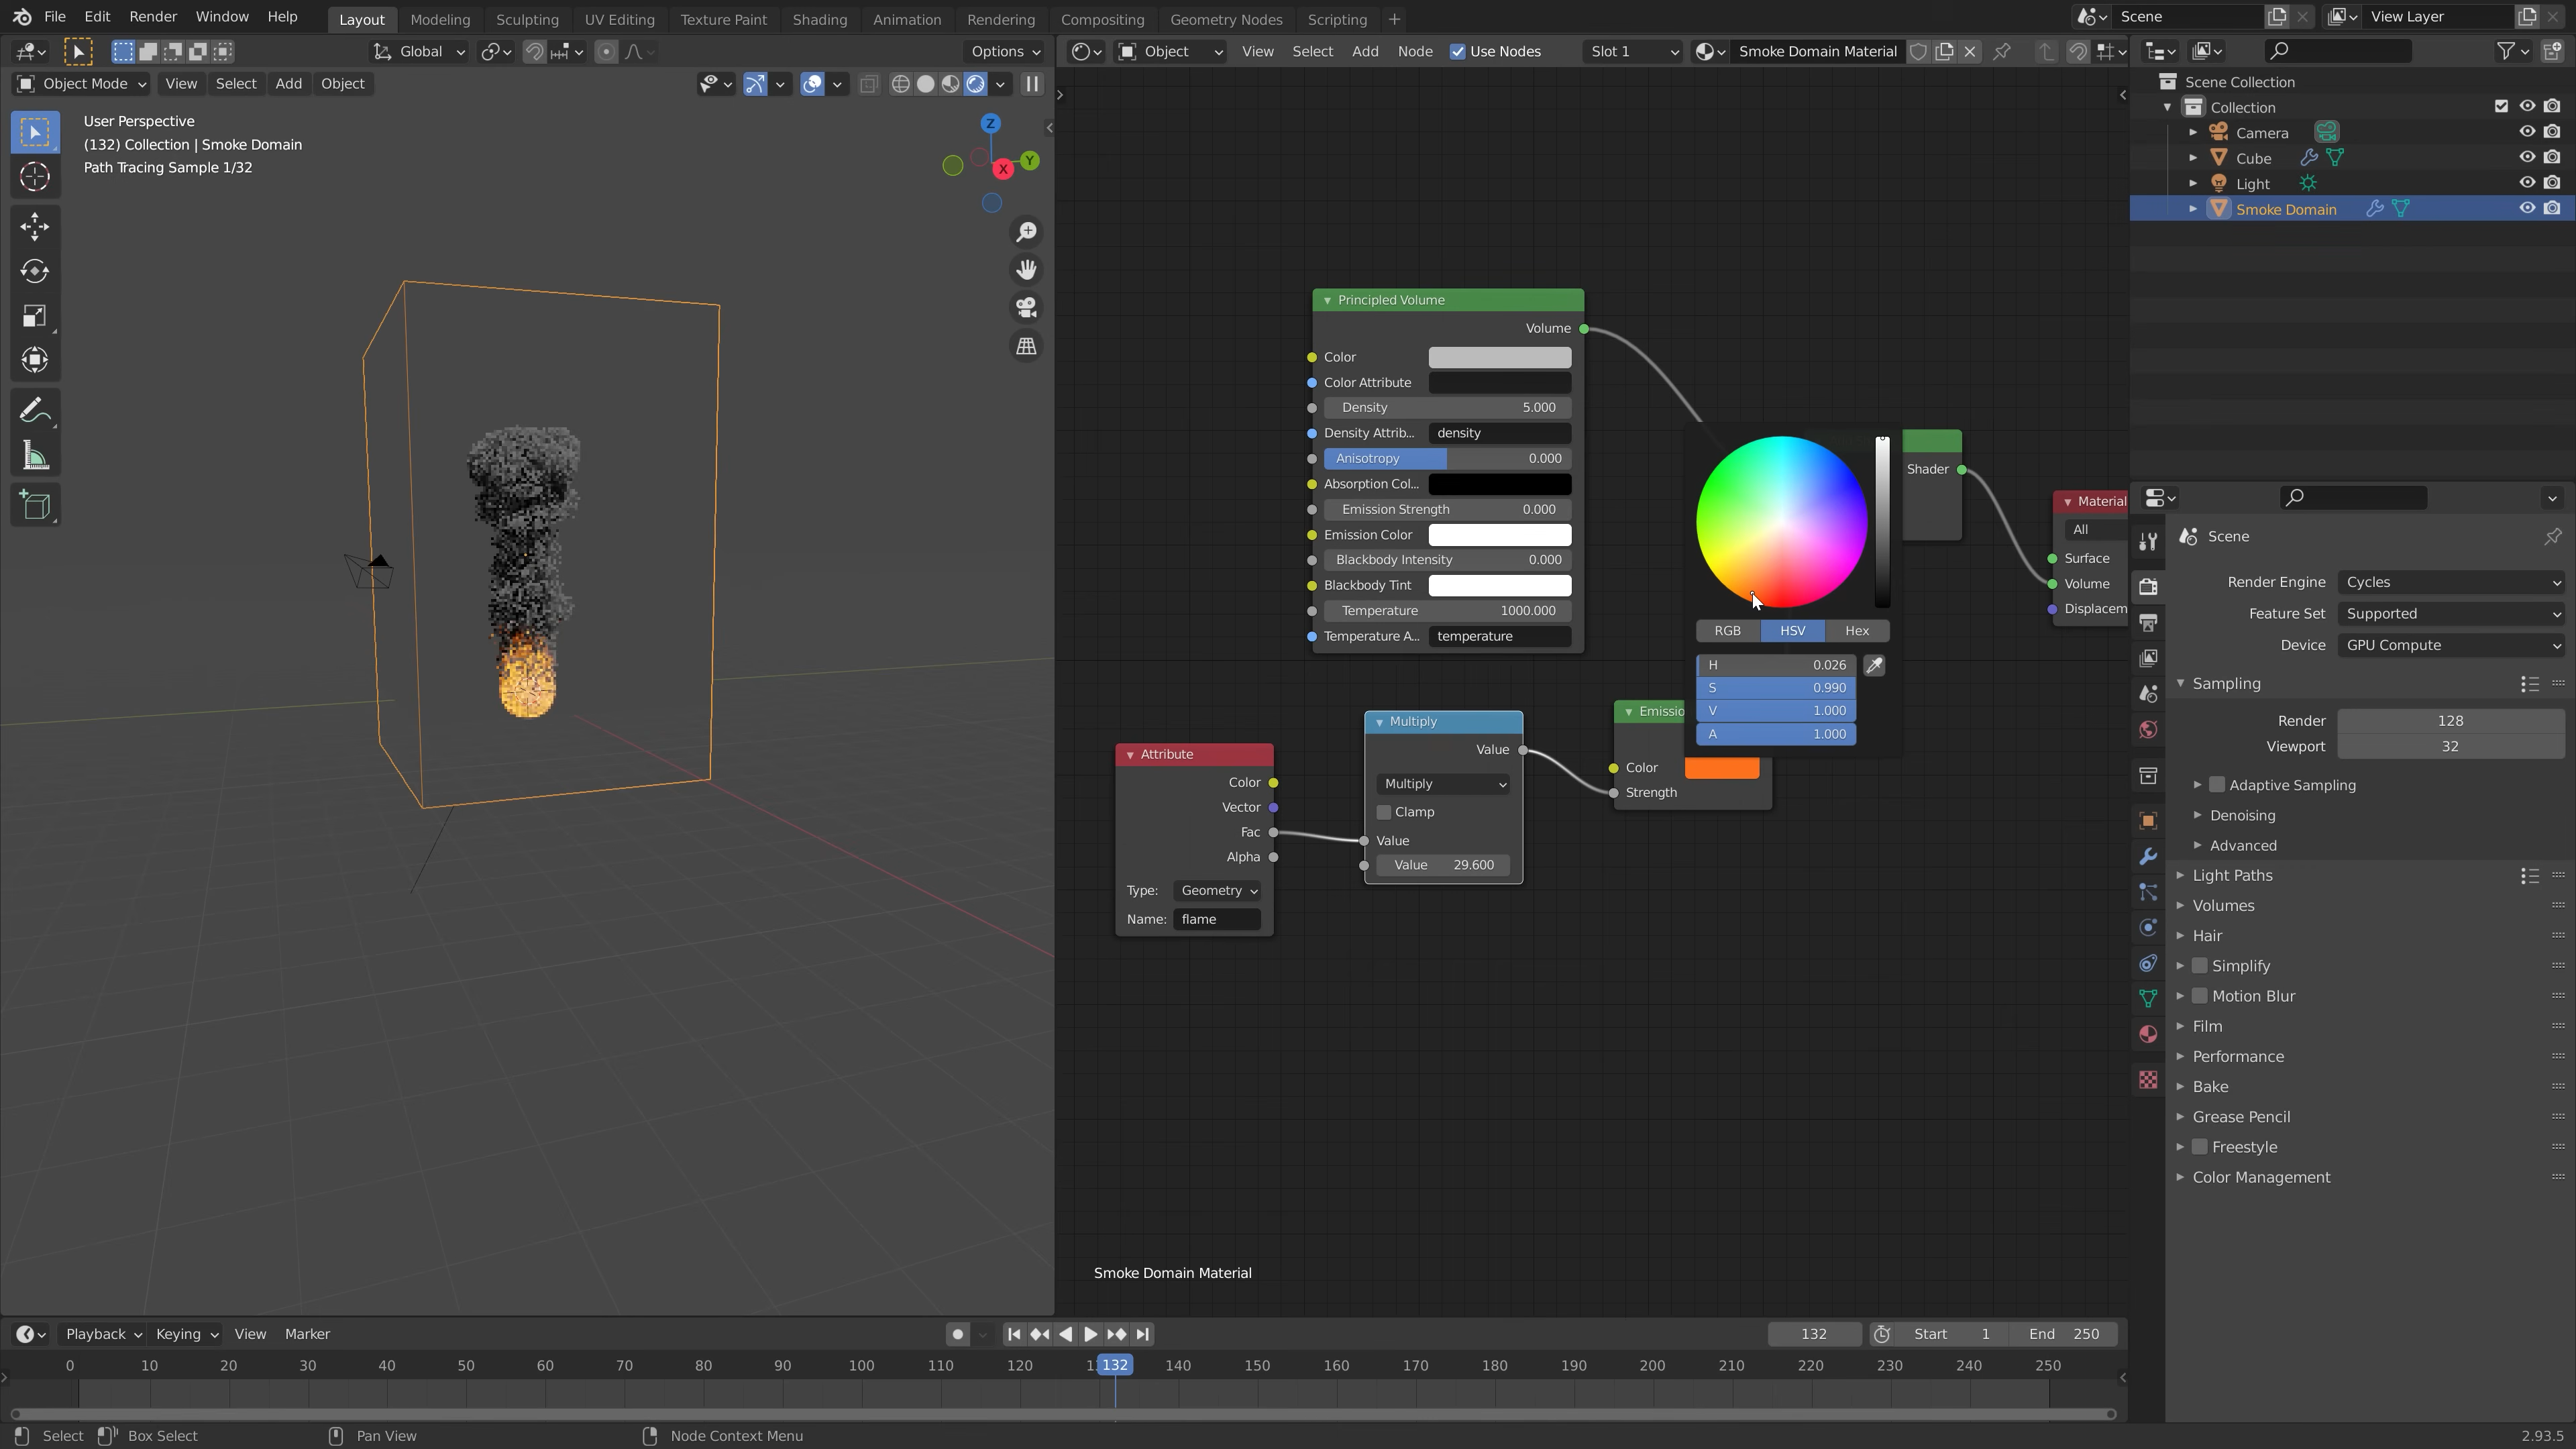 File Edit Render Window Help Layout Modeling Sculpting UV Editing Texture Paint Shading Animation Rendering Compositing Geometry Nodes Scripting + Scene View Layer
Global Options Object View Select Add Node Use Nodes Slot 1 Smoke Domain Material
Object Mode View Select Add Object
User Perspective
(132) Collection | Smoke Domain
Path Tracing Sample 1/32
Z
Y
X
Scene Collection
Collection
Camera
Cube
Light
Smoke Domain
Principled Volume
Volume
Color
Color Attribute
Density 5.000
Density Attrib... density
Anisotropy 0.000
Absorption Col...
Emission Strength 0.000
Emission Color
Blackbody Intensity 0.000
Blackbody Tint
Temperature 1000.000
Temperature A... temperature
Shader
Material
All
Surface
Volume
Displacem
RGB HSV Hex
H 0.026
S 0.990
V 1.000
A 1.000
Emissio
Color
Strength
Multiply
Value
Multiply
Clamp
Value
Value 29.600
Attribute
Color
Vector
Fac
Alpha
Type: Geometry
Name: flame
Smoke Domain Material
Scene
Render Engine Cycles
Feature Set Supported
Device GPU Compute
Sampling
Render 128
Viewport 32
Adaptive Sampling
Denoising
Advanced
Light Paths
Volumes
Hair
Simplify
Motion Blur
Film
Performance
Bake
Grease Pencil
Freestyle
Color Management
Playback Keying View Marker 132 Start 1 End 250
0 10 20 30 40 50 60 70 80 90 100 110 120 132 140 150 160 170 180 190 200 210 220 230 240 250
Select Box Select Pan View Node Context Menu 2.93.5